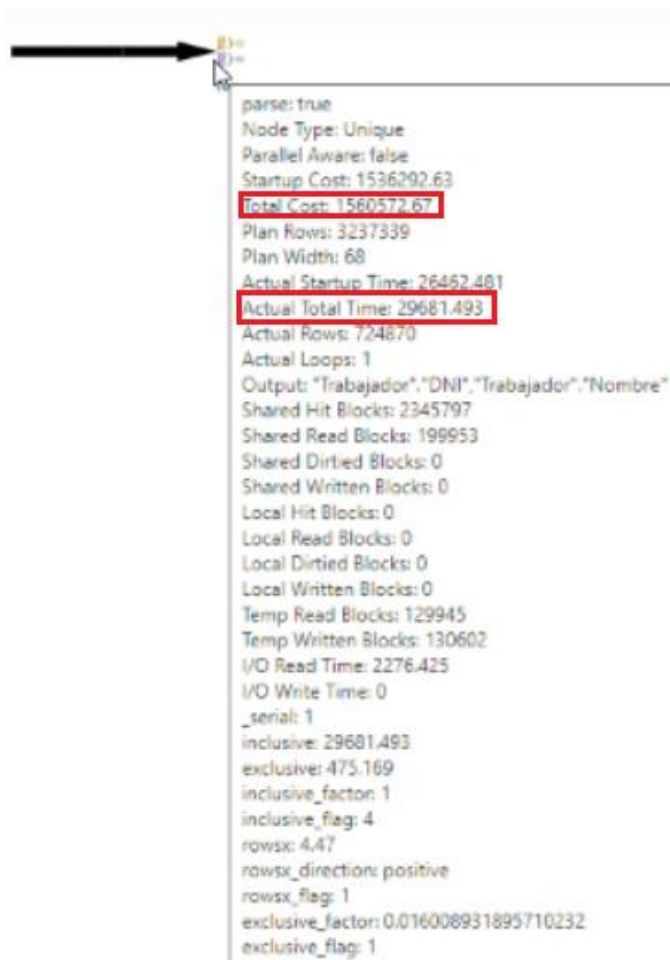 parse: true
Node Type: Unique
Parallel Aware: false
Startup Cost: 1536292.63
Total Cost: 1560572.67
Plan Rows: 3237339
Plan Width: 68
Actual Startup Time: 26462.481
Actual Total Time: 29681.493
Actual Rows: 724870
Actual Loops: 1
Output: "Trabajador"."DNI","Trabajador"."Nombre"
Shared Hit Blocks: 2345797
Shared Read Blocks: 199953
Shared Dirtied Blocks: 0
Shared Written Blocks: 0
Local Hit Blocks: 0
Local Read Blocks: 0
Local Dirtied Blocks: 0
Local Written Blocks: 0
Temp Read Blocks: 129945
Temp Written Blocks: 130602
I/O Read Time: 2276.425
I/O Write Time: 0
_serial: 1
inclusive: 29681.493
exclusive: 475.169
inclusive_factor: 1
inclusive_flag: 4
rowsx: 4.47
rowsx_direction: positive
rowsx_flag: 1
exclusive_factor: 0.016008931895710232
exclusive_flag: 1